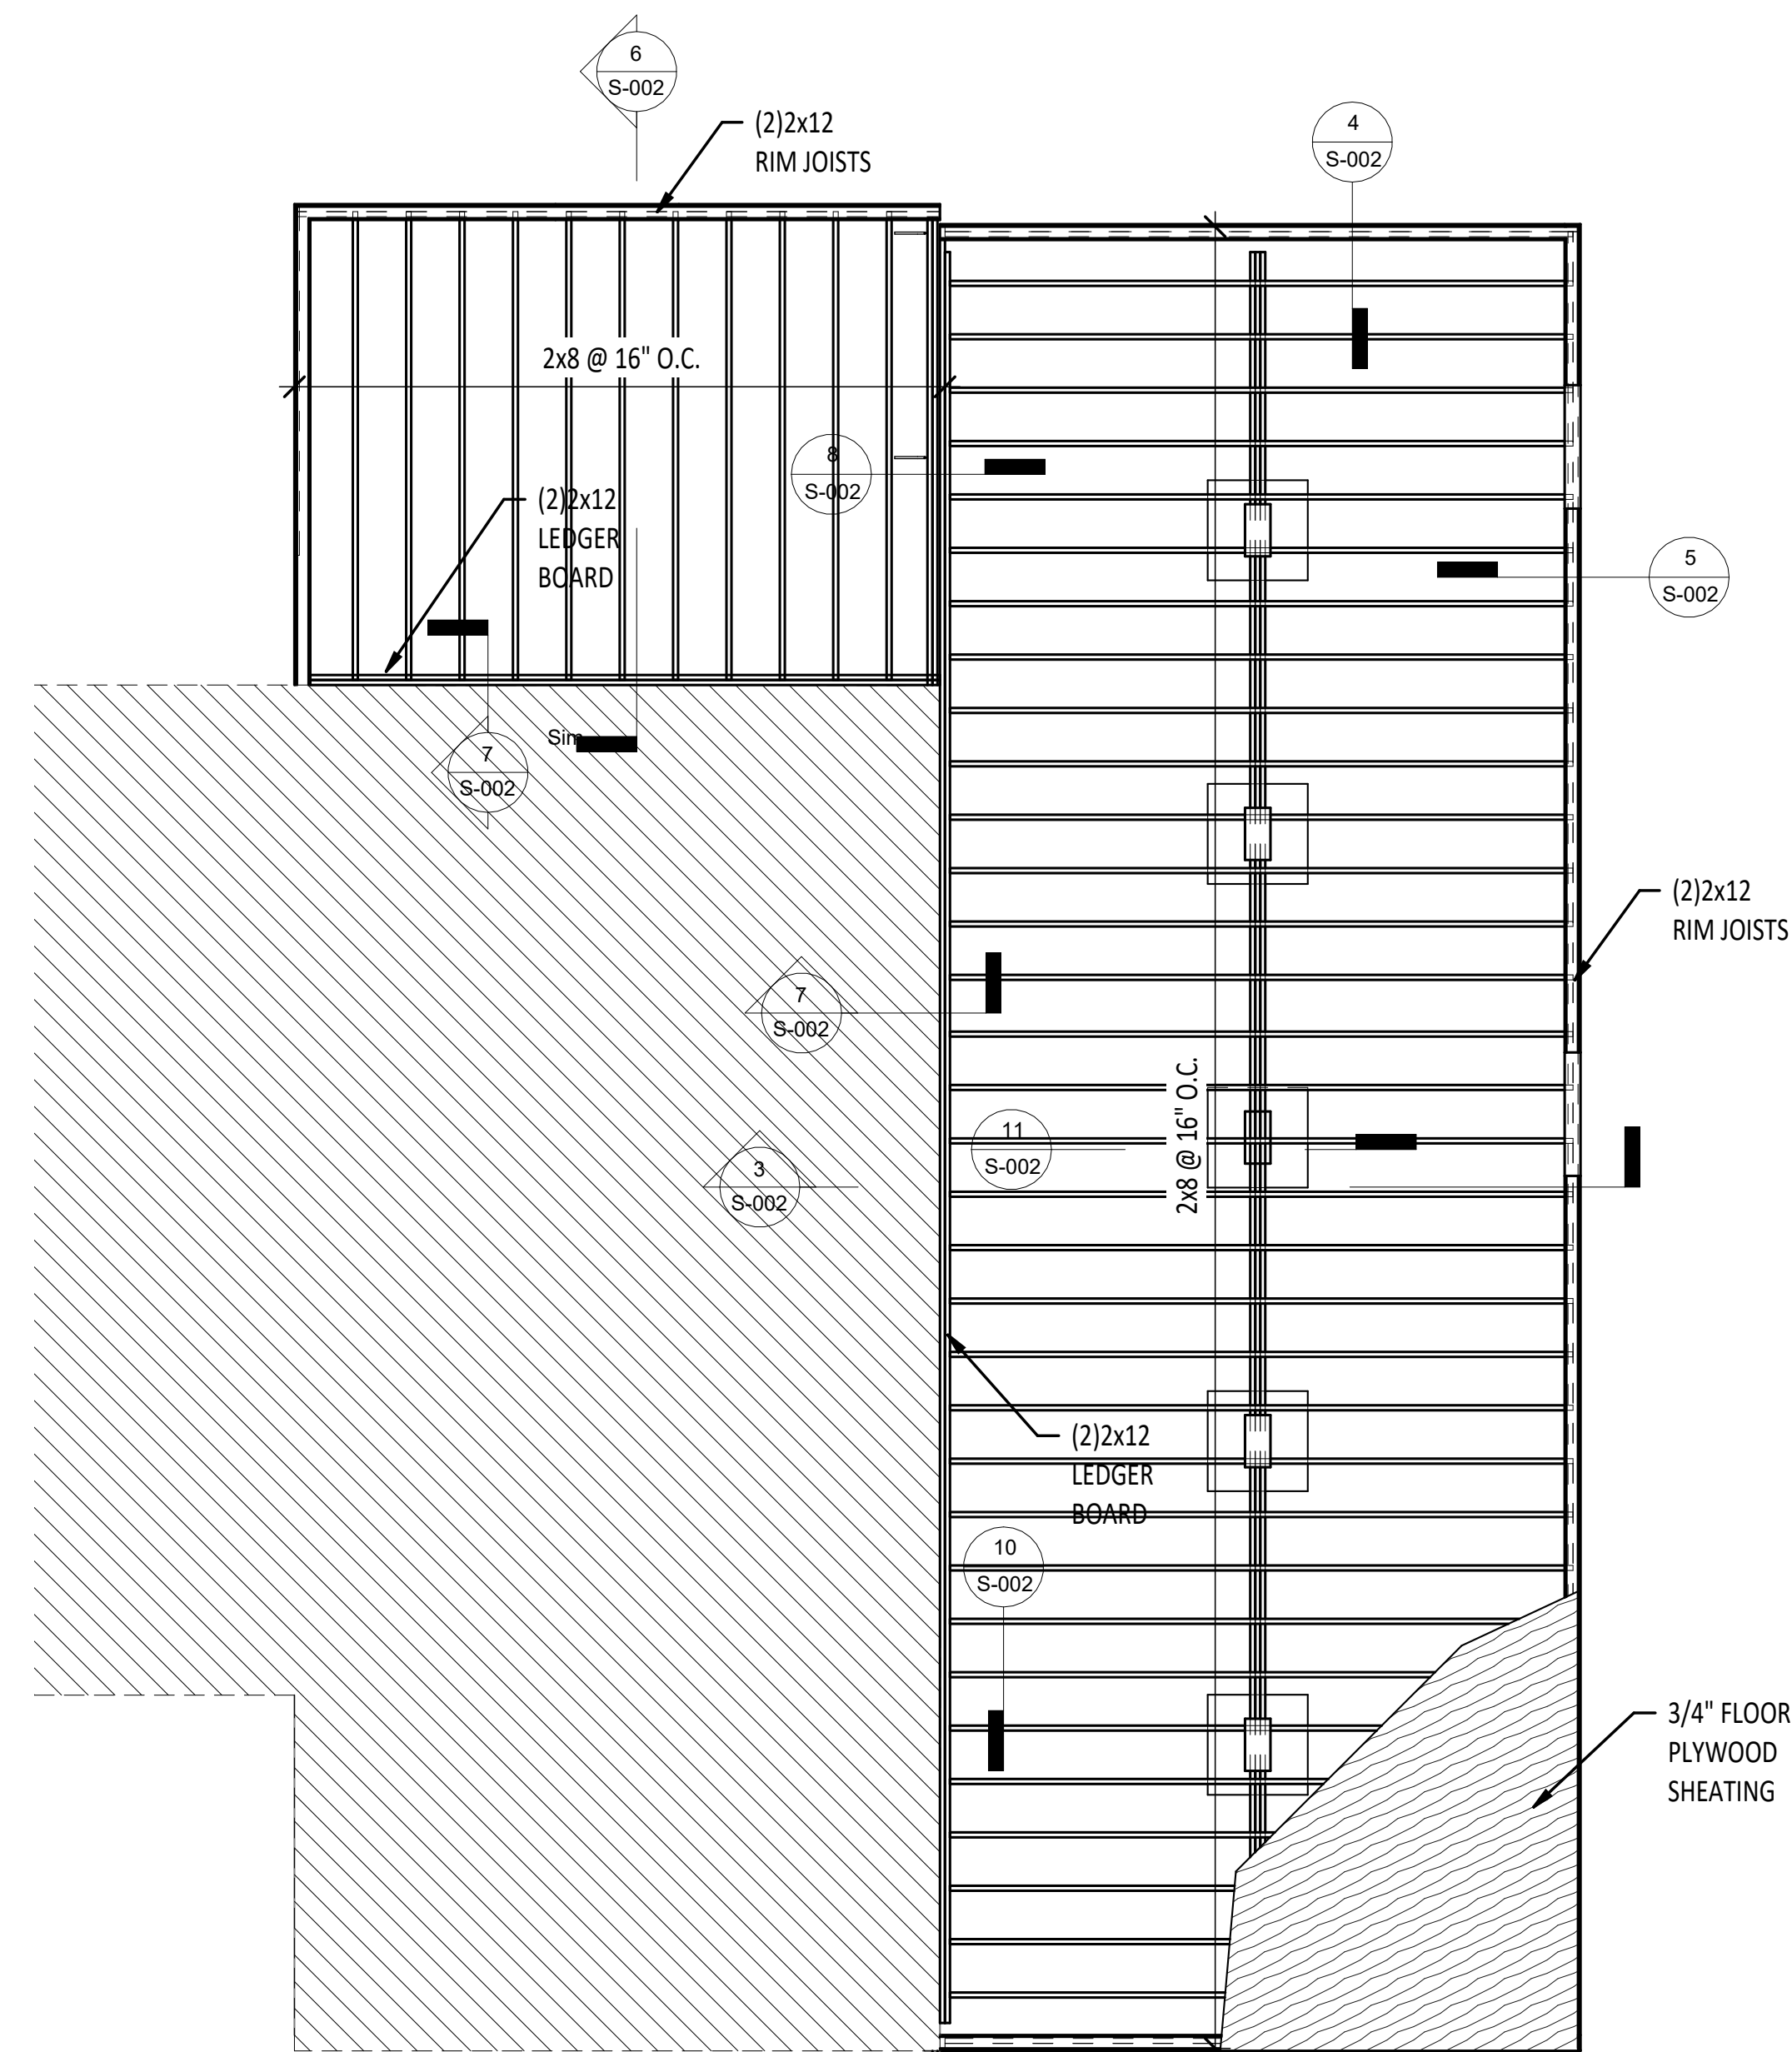 6
S-002
(2)2x12
RIM JOISTS
4
S-002
2x8 @ 16" O.C.
8
S-002
(2)2x12
LEDGER
BOARD
5
S-002
Sim
7
S-002
(2)2x12
RIM JOISTS
7
S-002
2x8 @ 16" O.C.
11
S-002
3
S-002
(2)2x12
LEDGER
BOARD
10
S-002
3/4" FLOOR
PLYWOOD
SHEATING